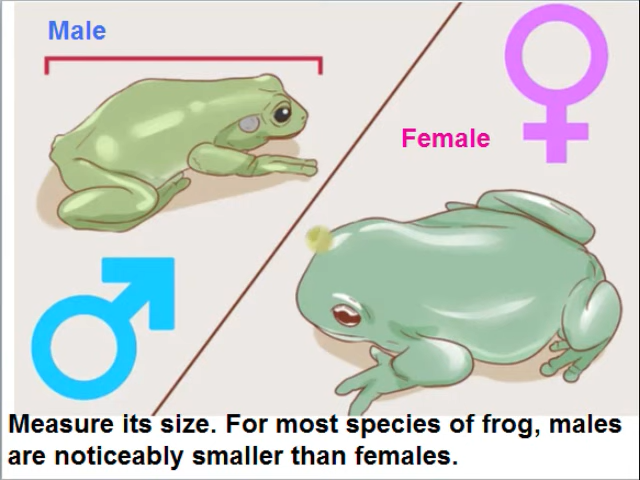 Male
Female
Measure its size. For most species of frog, males
are noticeably smaller than females.